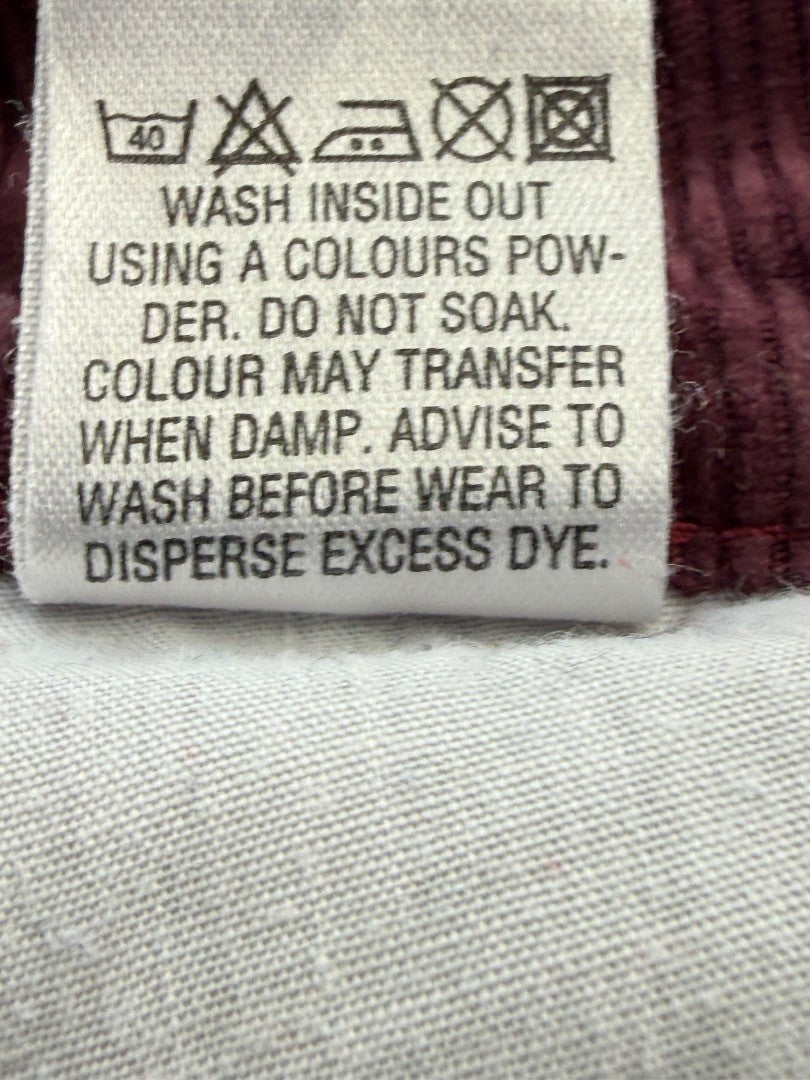 40
WASH INSIDE OUT
USING A COLOURS POW-
DER. DO NOT SOAK.
COLOUR MAY TRANSFER
WHEN DAMP. ADVISE TO
WASH BEFORE WEAR TO
DISPERSE EXCESS DYE.